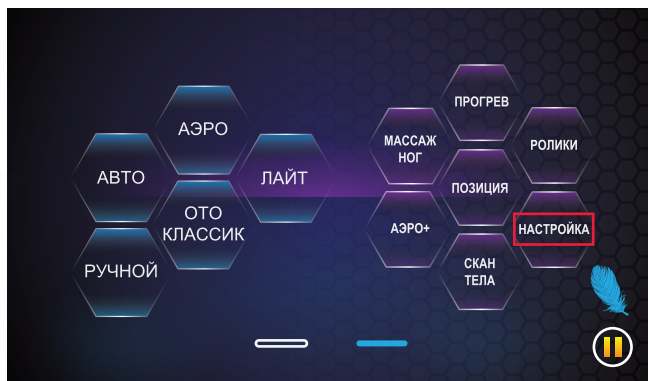 АЭРО
АВТО
ЛАЙТ
ОТО
КЛАССИК
РУЧНОЙ
ПРОГРЕВ
МАССАЖ
НОГ
РОЛИКИ
ПОЗИЦИЯ
АЭРО+
НАСТРОЙКА
СКАН
ТЕЛА